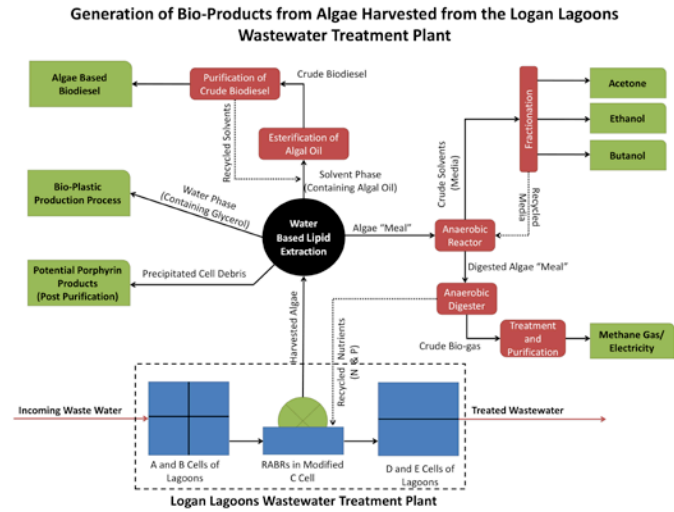 Generation of Bio-Products from Algae Harvested from the Logan Lagoons
Wastewater Treatment Plant
Algae Based
Biodiesel
Purification of
Crude Biodiesel
Crude Biodiesel
Recycled Solvents
Esterification of
Algal Oil
Solvent Phase
(Containing Algal Oil)
Bio-Plastic
Production Process
Water Phase
(Containing Glycerol)
Water
Based Lipid
Extraction
Potential Porphyrin
Products
(Post Purification)
Precipitated Cell Debris
Algae "Meal"
Anaerobic
Reactor
Crude Solvents
(Media)
Fractionation
Recycled
Media
Acetone
Ethanol
Butanol
Digested Algae "Meal"
Anaerobic
Digester
Crude Bio-gas
Treatment
and
Purification
Methane Gas/
Electricity
Harvested Algae
Recycled Nutrients
(N & P)
Incoming Waste Water
Treated Wastewater
A and B Cells of
Lagoons
RABRs in Modified
C Cell
D and E Cells of
Lagoons
Logan Lagoons Wastewater Treatment Plant